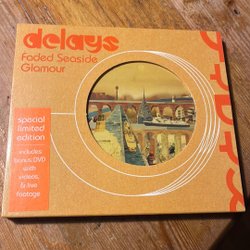 delays
Faded Seaside
Glamour
special
limited
edition
includes
bonus DVD
with
videos,
& live
footage